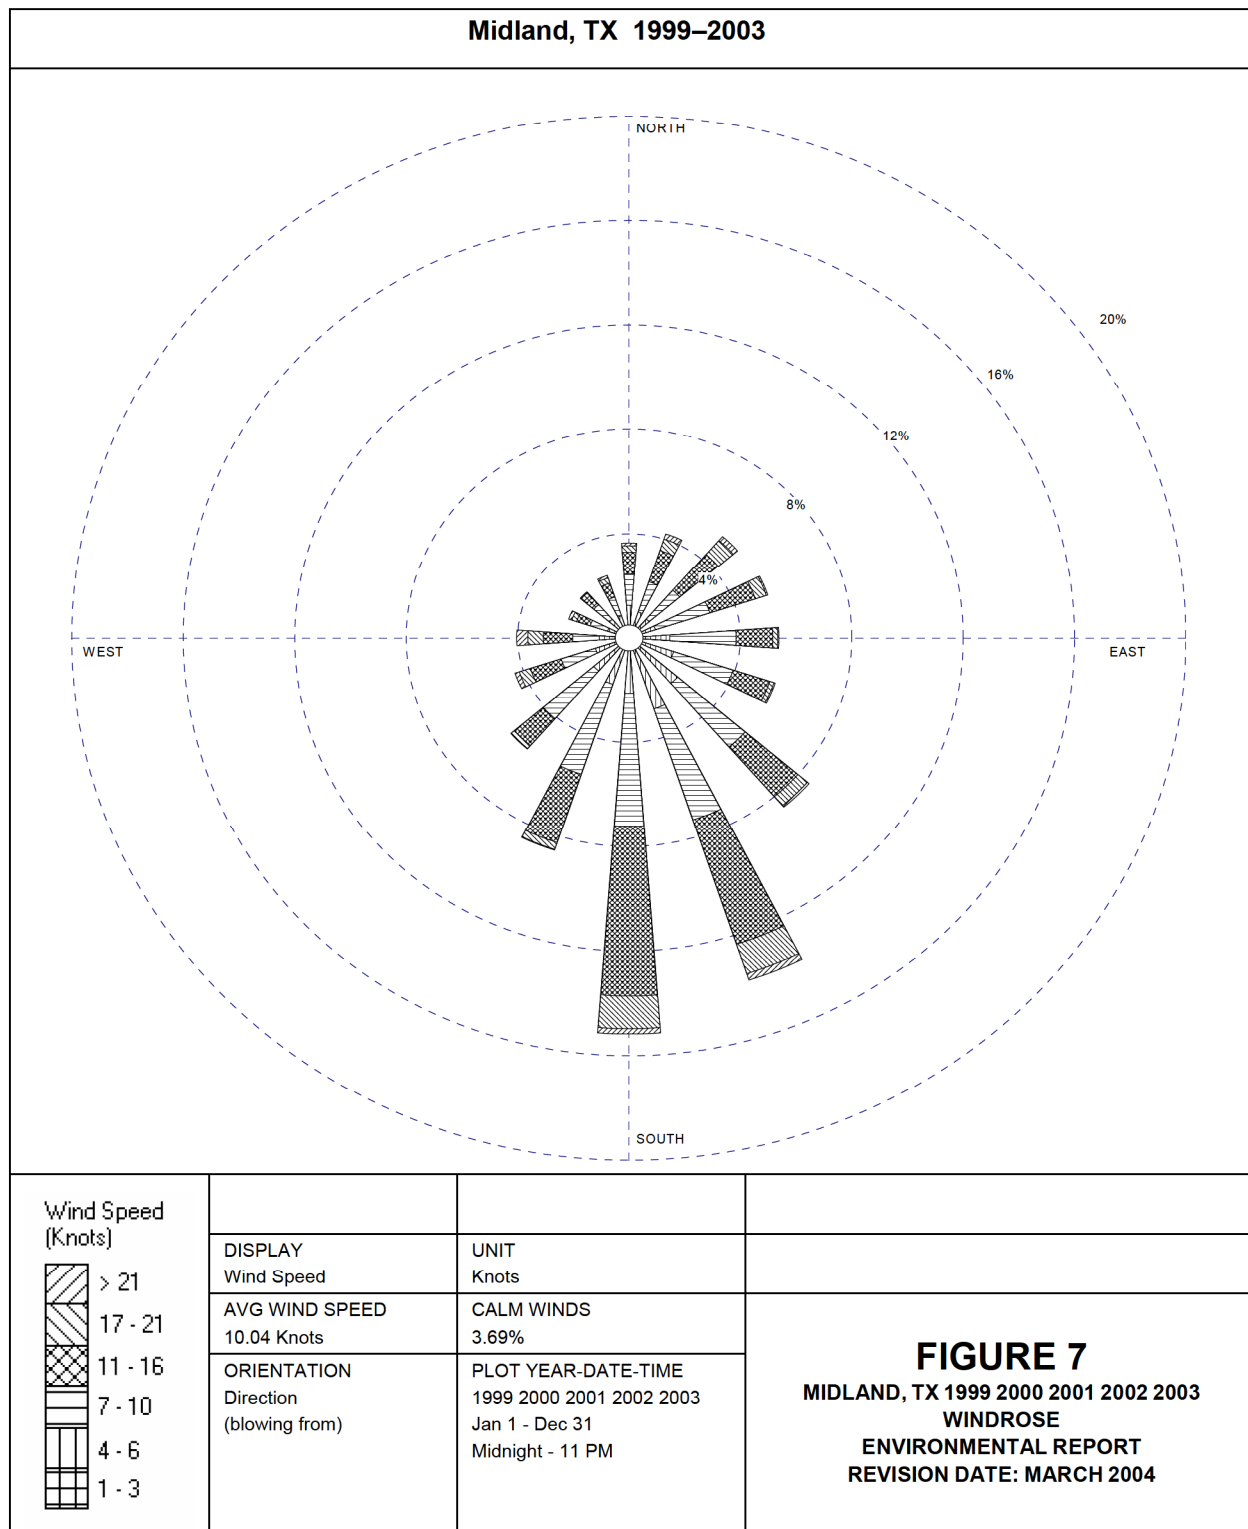 Midland, TX 1999–2003
NORTH
20%
16%
12%
8%
4%
WEST
EAST
SOUTH
Wind Speed
(Knots)
> 21
17 - 21
11 - 16
7 - 10
4 - 6
1 - 3
DISPLAY
Wind Speed
UNIT
Knots
AVG WIND SPEED
10.04 Knots
CALM WINDS
3.69%
ORIENTATION
Direction
(blowing from)
PLOT YEAR-DATE-TIME
1999 2000 2001 2002 2003
Jan 1 - Dec 31
Midnight - 11 PM
FIGURE 7
MIDLAND, TX 1999 2000 2001 2002 2003
WINDROSE
ENVIRONMENTAL REPORT
REVISION DATE: MARCH 2004